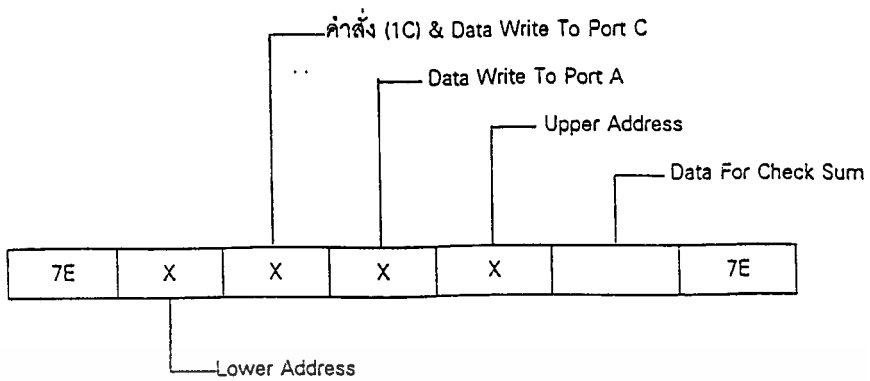 คำสั่ง (1C) & Data Write To Port C
Data Write To Port A
Upper Address
Data For Check Sum
7E X X X X 7E
Lower Address